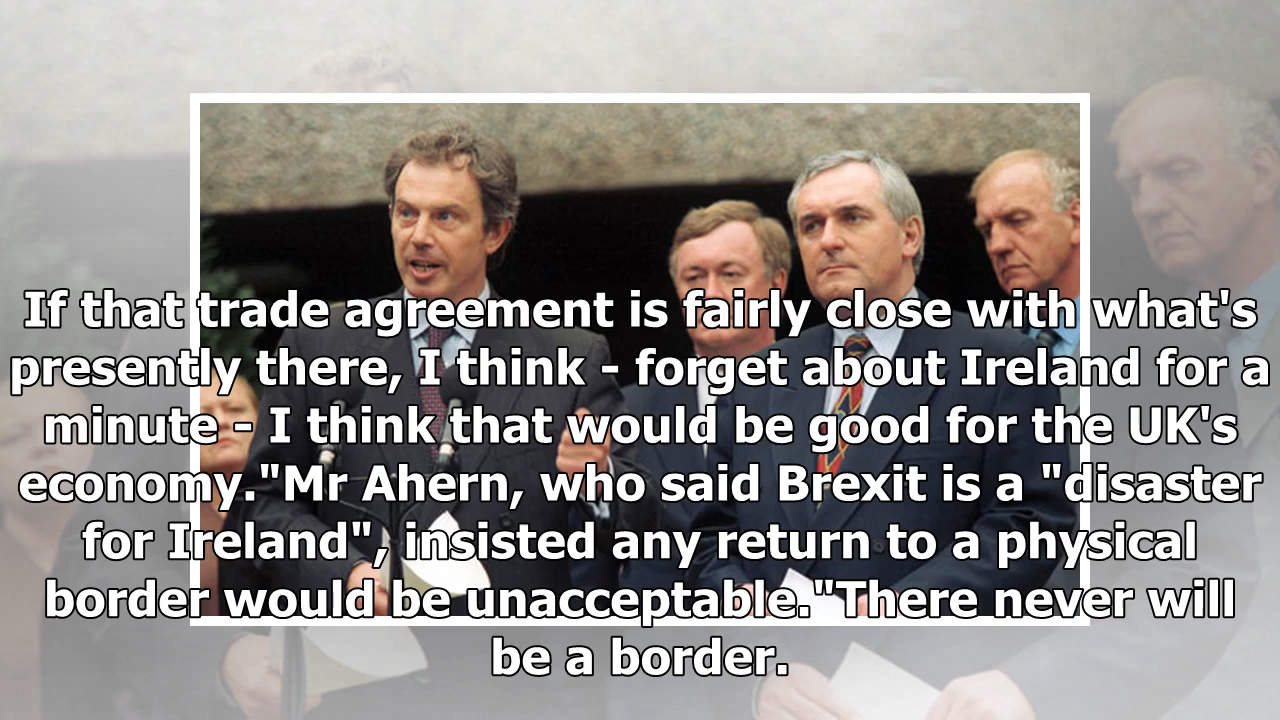 If that trade agreement is fairly close with what's
presently there, I think - forget about Ireland for a
minute - I think that would be good for the UK's
economy."Mr Ahern, who said Brexit is a "disaster
for Ireland", insisted any return to a physical
border would be unacceptable."There never will
be a border.